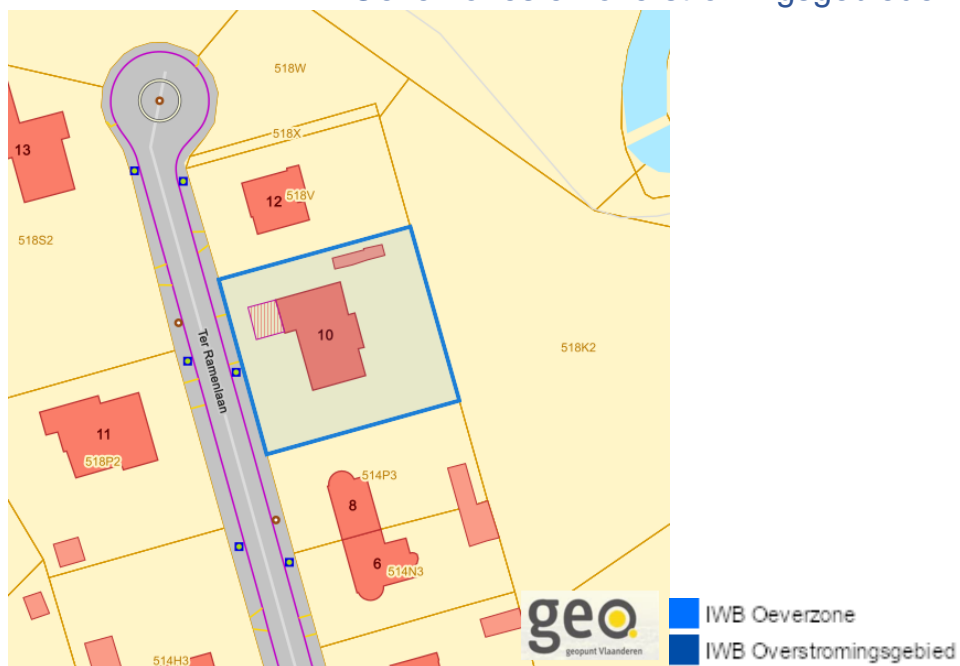 518W
518X
13
12
518V
518S2
10
Ter Ramenlaan
518K2
11
518P2
514P3
8
6
514N3
514H3
geo
geopunt Vlaanderen
IWB Oeverzone
IWB Overstromingsgebied